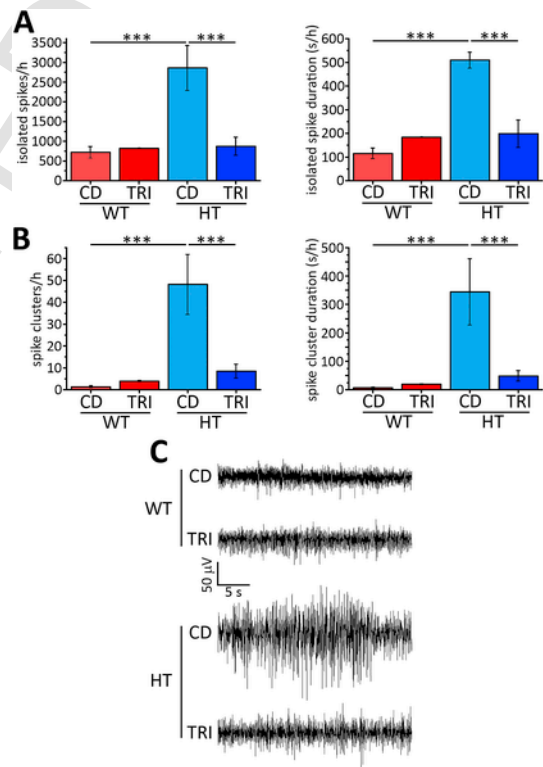 A
isolated spikes/h
3500
3000
2500
2000
1500
1000
500
0
*** ***
CD TRI CD TRI
WT HT
isolated spike duration (s/h)
600
500
400
300
200
100
0
*** ***
CD TRI CD TRI
WT HT
B
spike clusters/h
60
50
40
30
20
10
0
*** ***
CD TRI CD TRI
WT HT
spike cluster duration (s/h)
500
400
300
200
100
0
*** ***
CD TRI CD TRI
WT HT
C
WT
CD
TRI
50 µV
5 s
HT
CD
TRI